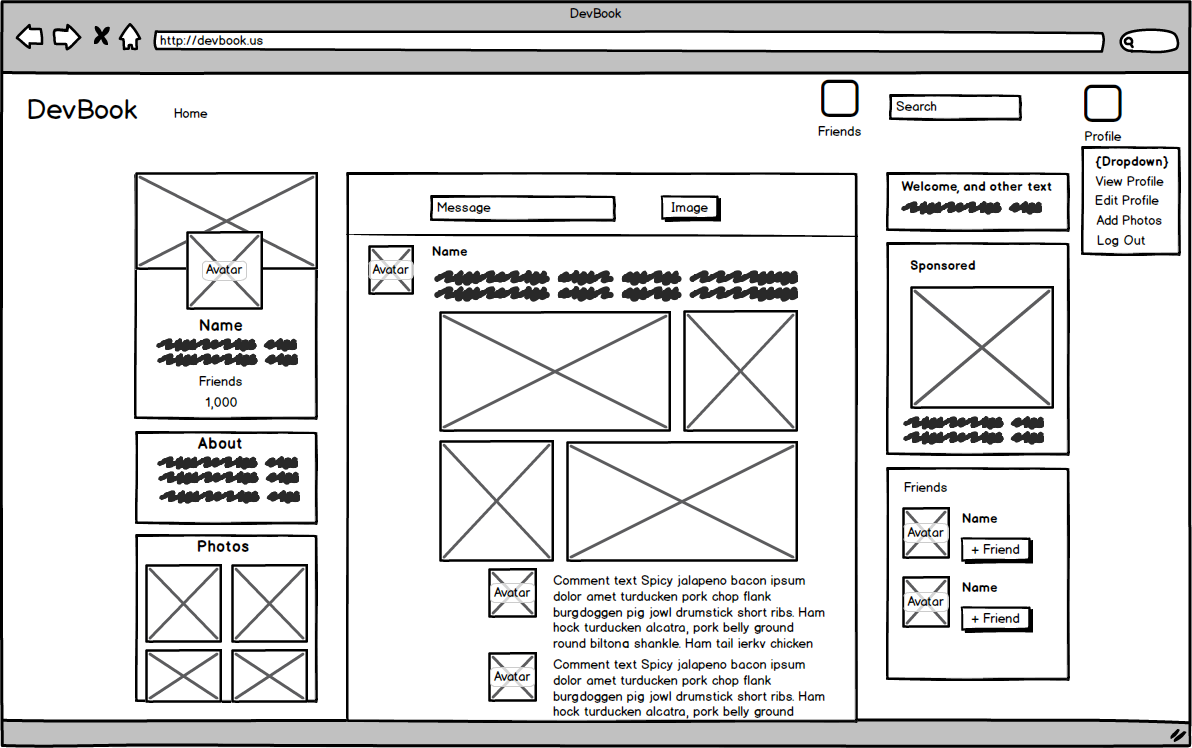 DevBook
http://devbook.us
DevBook
Home
Friends
Search
Profile
{Dropdown}
View Profile
Edit Profile
Add Photos
Log Out
Avatar
Name
Friends
1,000
About
Photos
Message
Image
Avatar
Name
Avatar
Comment text Spicy jalapeno bacon ipsum
dolor amet turducken pork chop flank
burgdoggen pig jowl drumstick short ribs. Ham
hock turducken alcatra, pork belly ground
round biltong shankle. Ham tail jerky chicken
Avatar
Comment text Spicy jalapeno bacon ipsum
dolor amet turducken pork chop flank
burgdoggen pig jowl drumstick short ribs. Ham
hock turducken alcatra, pork belly ground
Welcome, and other text
Sponsored
Friends
Avatar
Name
+ Friend
Avatar
Name
+ Friend